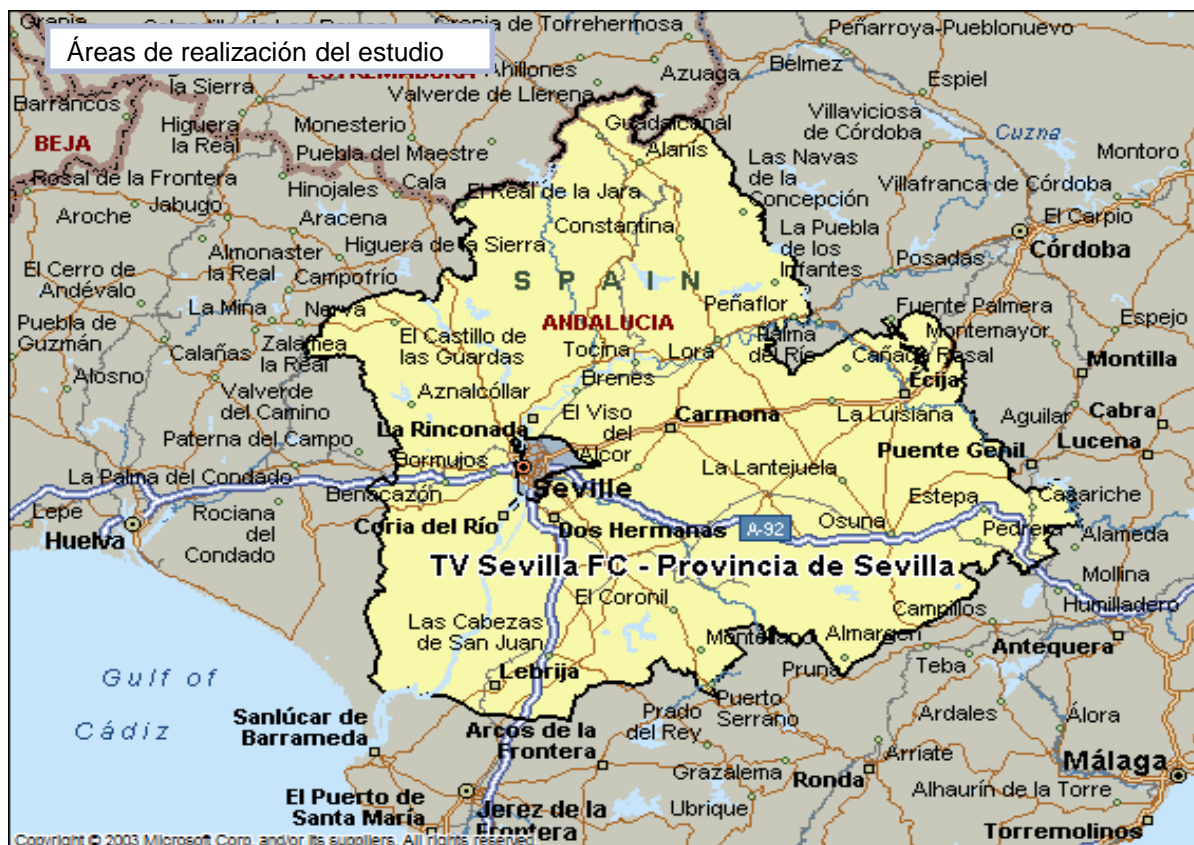 Grania
Granja de Torrehermosa
Peñarroya-Pueblonuevo
Áreas de realización del estudio
Ahillones
Azuaga
Belmez
Espiel
la Sierra
Valverde de Llerena
Barrancos
Higuera
la Real
Monesterio
Guadalcanal
Villaviciosa
de Córdoba
Cuzna
BEJA
Puebla del Maestre
Alanís
Las Navas
de la
Concepción
Montoro
Rosal de la Frontera
Hinojales
Cala
El Real de la Jara
Villafranca de Córdoba
Aroche
Jabugo
Aracena
Constantina
La Puebla
de los
Infantes
El Carpio
Córdoba
Almonaster
la Real
Higuera de la Sierra
Posadas
El Cerro de
Andévalo
Campofrío
SPAIN
La Mina
Nerva
Peñaflor
Fuente Palmera
Puebla de
Guzmán
El Castillo de
las Guardas
ANDALUCIA
Palma
del Río
Montemayor
Espejo
Calañas
Zalamea
la Real
Tocina
Lora
Cañada Rosal
Montilla
Alosno
Valverde
del Camino
Aznalcóllar
Brenes
Écija
La Rinconada
El Viso
del
Alcor
Carmona
La Luisiana
Aguilar
Cabra
Paterna del Campo
Puente Genil
Lucena
La Palma del Condado
Bormujos
La Lantejuela
Benacazón
Seville
Estepa
Casariche
Lepe
Huelva
Rociana
del
Condado
Coria del Río
Dos Hermanas
A-92
Osuna
Pedrera
Alameda
TV Sevilla FC - Provincia de Sevilla
Mollina
El Coronil
Campillos
Humilladero
Las Cabezas
de San Juan
Montellano
Almargen
Antequera
Gulf of
Cádiz
Lebrija
Pruna
Teba
Sanlúcar de
Barrameda
Arcos de la
Frontera
Prado
del Rey
Puerto
Serrano
Ardales
Álora
Arriate
Málaga
Grazalema
Ronda
Alhaurín de la Torre
El Puerto de
Santa María
Jerez de la
Frontera
Ubrique
Torremolinos
Copyright © 2003 Microsoft Corp. and/or its suppliers. All rights reserved.